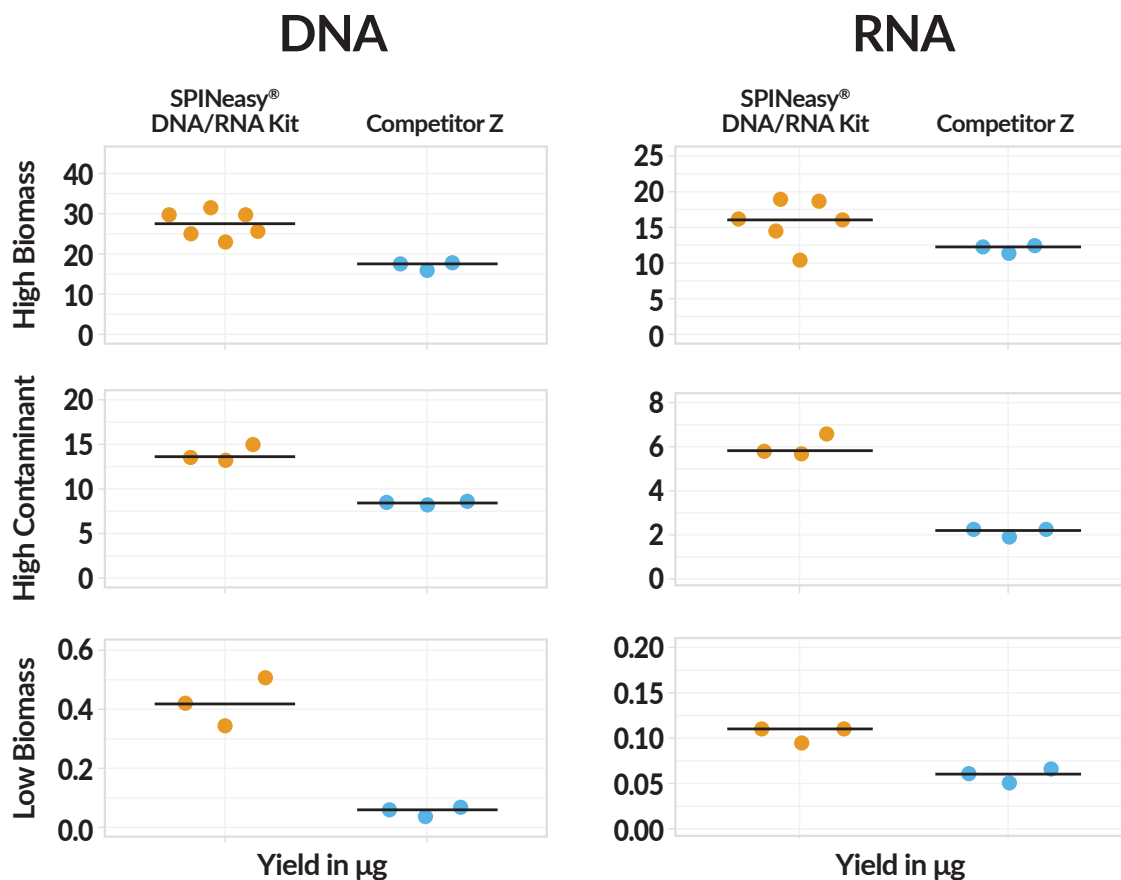 DNA
RNA
SPINeasy®
DNA/RNA Kit
Competitor Z
SPINeasy®
DNA/RNA Kit
Competitor Z
High Biomass
40
30
20
10
0
25
20
15
10
5
0
High Contaminant
20
15
10
5
0
8
6
4
2
0
Low Biomass
0.6
0.4
0.2
0.0
0.20
0.15
0.10
0.05
0.00
Yield in µg
Yield in µg